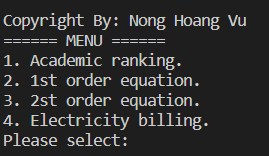 Copyright By: Nong Hoang Vu
====== MENU ======
1. Academic ranking.
2. 1st order equation.
3. 2st order equation.
4. Electricity billing.
Please select: